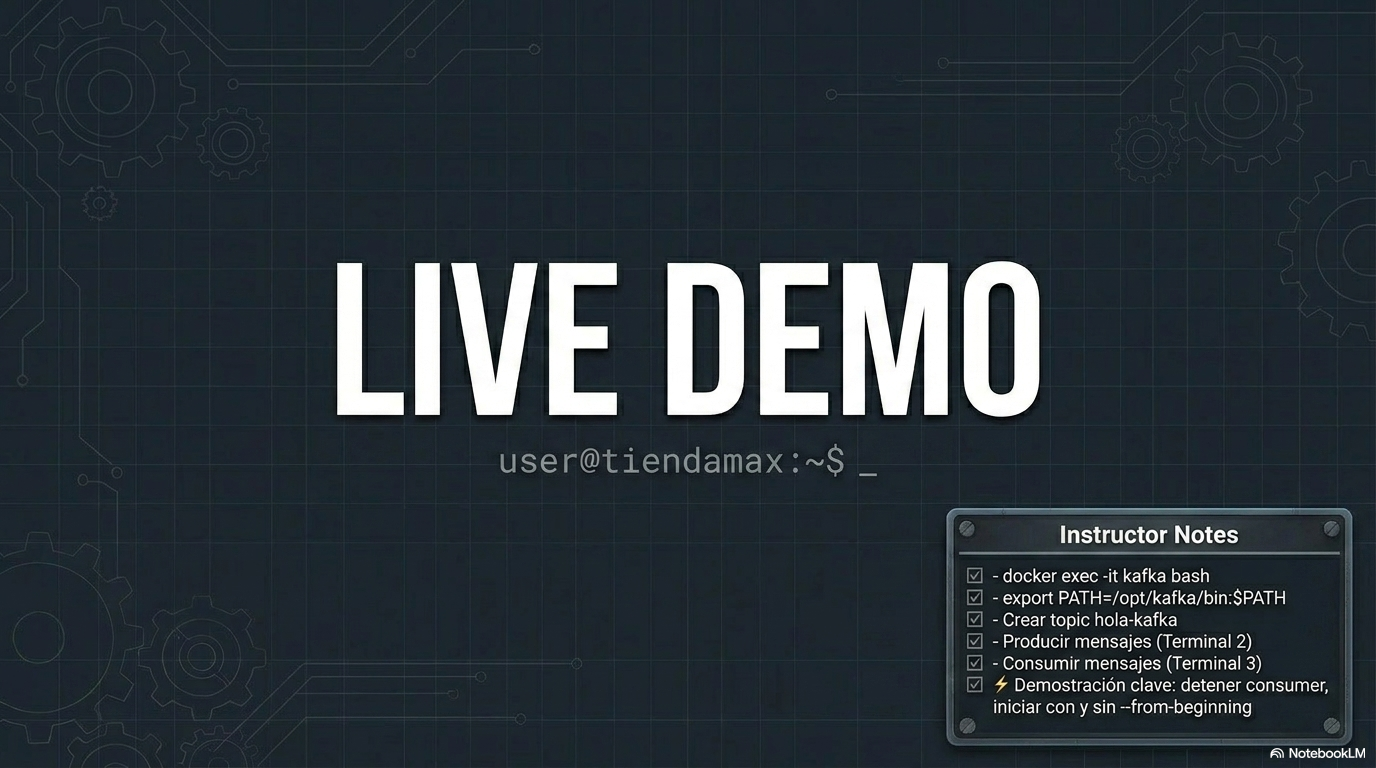 LIVE DEMO
user@tiendamax:~$ _
Instructor Notes
- docker exec -it kafka bash
- export PATH=/opt/kafka/bin:$PATH
- Crear topic hola-kafka
- Producir mensajes (Terminal 2)
- Consumir mensajes (Terminal 3)
⚡ Demostración clave: detener consumer,
iniciar con y sin --from-beginning
NotebookLM